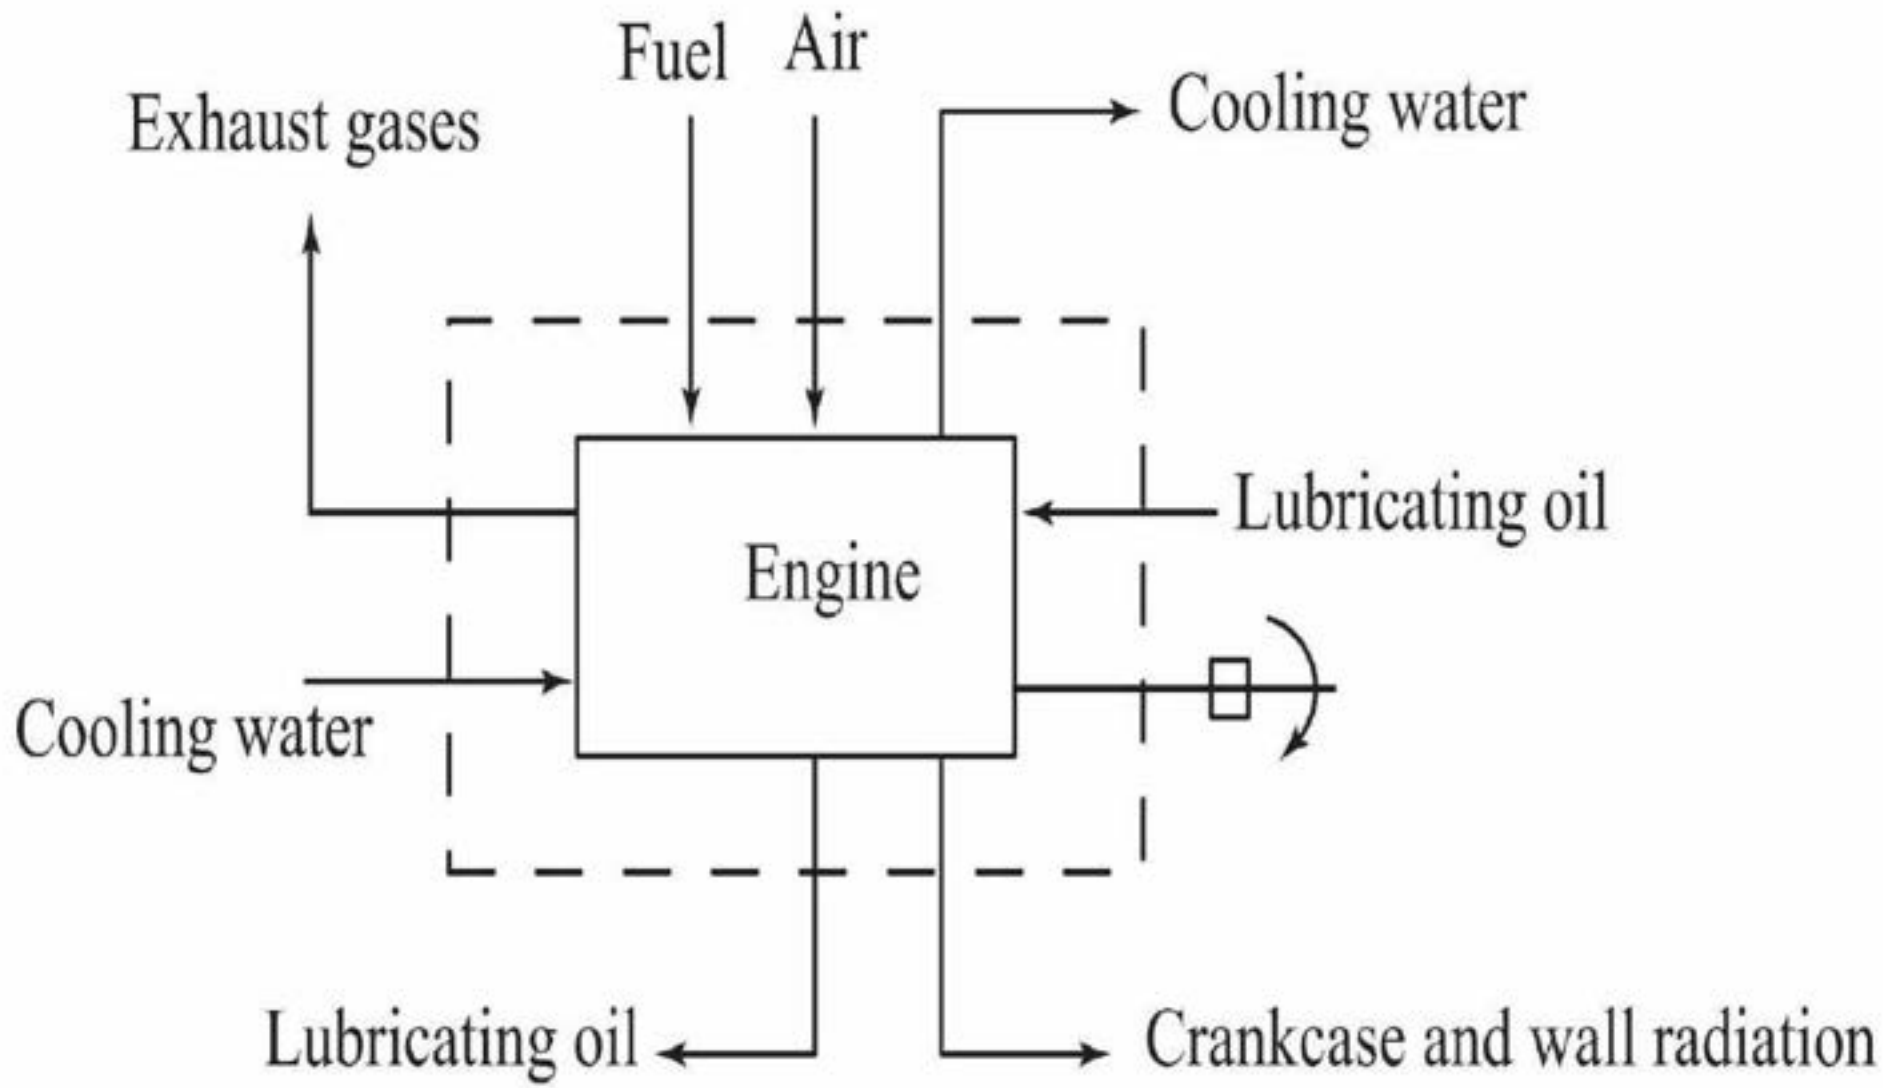 Fuel
Air
Exhaust gases
Cooling water
Lubricating oil
Engine
Cooling water
Lubricating oil
Crankcase and wall radiation